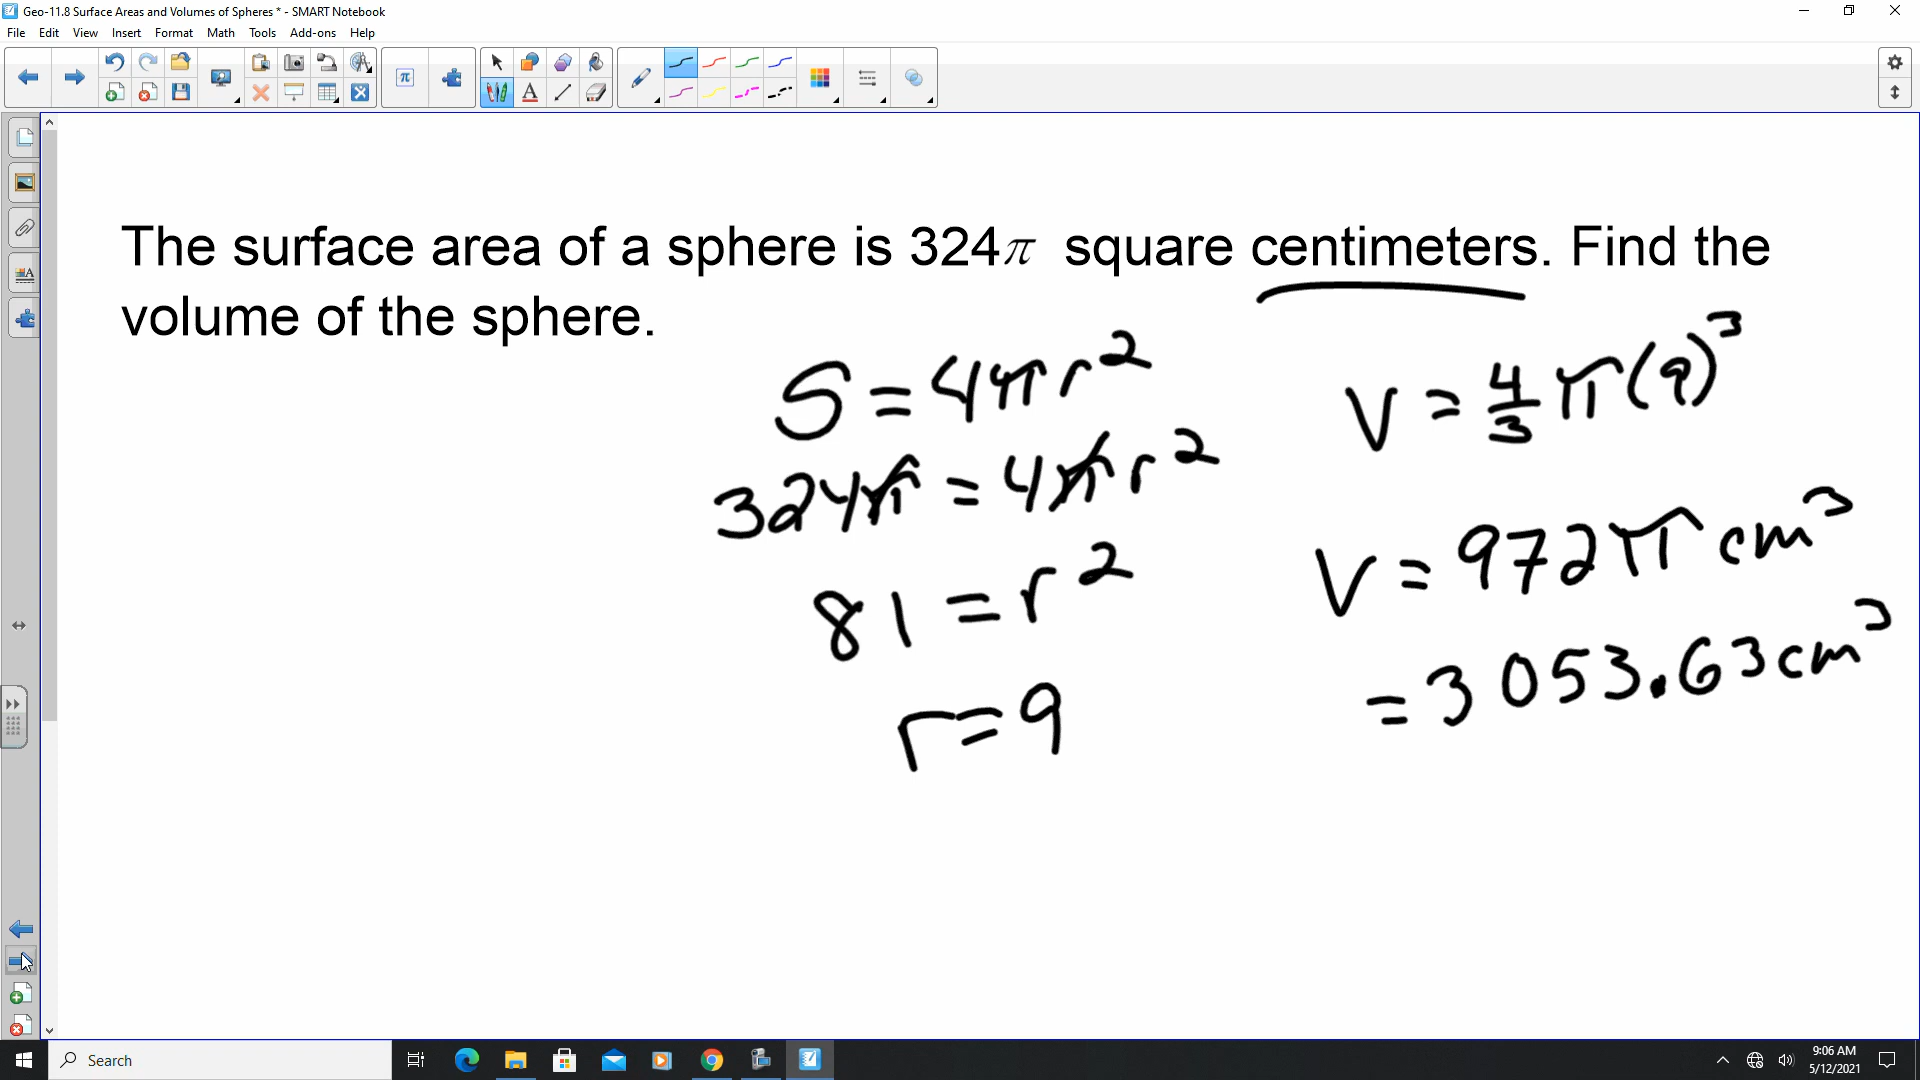 Geo-11.8 Surface Areas and Volumes of Spheres * - SMART Notebook
File Edit View Insert Format Math Tools Add-ons Help
The surface area of a sphere is 324π square centimeters. Find the
volume of the sphere.
S = 4πr²
324π = 4πr²
81 = r²
r = 9
V = 4/3 π(9)³
V = 972π cm³
= 3053.63 cm³
Search
9:06 AM
5/12/2021